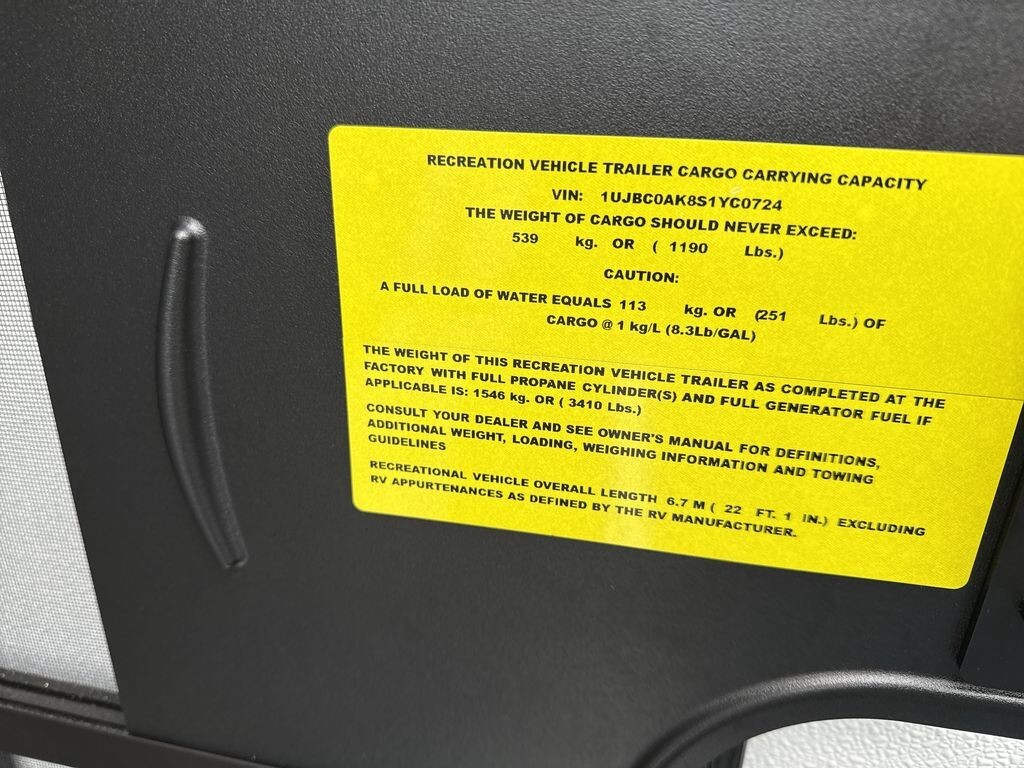 RECREATION VEHICLE TRAILER CARGO CARRYING CAPACITY
VIN: 1UJBC0AK8S1YC0724
THE WEIGHT OF CARGO SHOULD NEVER EXCEED:
539 kg. OR ( 1190 Lbs.)
CAUTION:
A FULL LOAD OF WATER EQUALS 113 kg. OR (251 Lbs.) OF
CARGO @ 1 kg/L (8.3Lb/GAL)
THE WEIGHT OF THIS RECREATION VEHICLE TRAILER AS COMPLETED AT THE
FACTORY WITH FULL PROPANE CYLINDER(S) AND FULL GENERATOR FUEL IF
APPLICABLE IS: 1546 kg. OR ( 3410 Lbs.)
CONSULT YOUR DEALER AND SEE OWNER'S MANUAL FOR DEFINITIONS,
ADDITIONAL WEIGHT, LOADING, WEIGHING INFORMATION AND TOWING
GUIDELINES
RECREATIONAL VEHICLE OVERALL LENGTH 6.7 M ( 22 FT. 1 IN.) EXCLUDING
RV APPURTENANCES AS DEFINED BY THE RV MANUFACTURER.